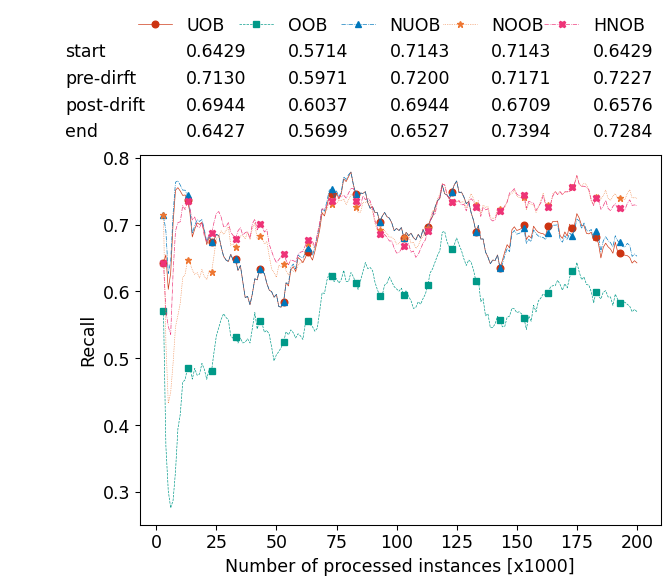 UOB OOB NUOB NOOB HNOB
start 0.6429 0.5714 0.7143 0.7143 0.6429
pre-dirft 0.7130 0.5971 0.7200 0.7171 0.7227
post-drift 0.6944 0.6037 0.6944 0.6709 0.6576
end 0.6427 0.5699 0.6527 0.7394 0.7284
0.8
0.7
0.6
0.5
0.4
0.3
Recall
0 25 50 75 100 125 150 175 200
Number of processed instances [x1000]